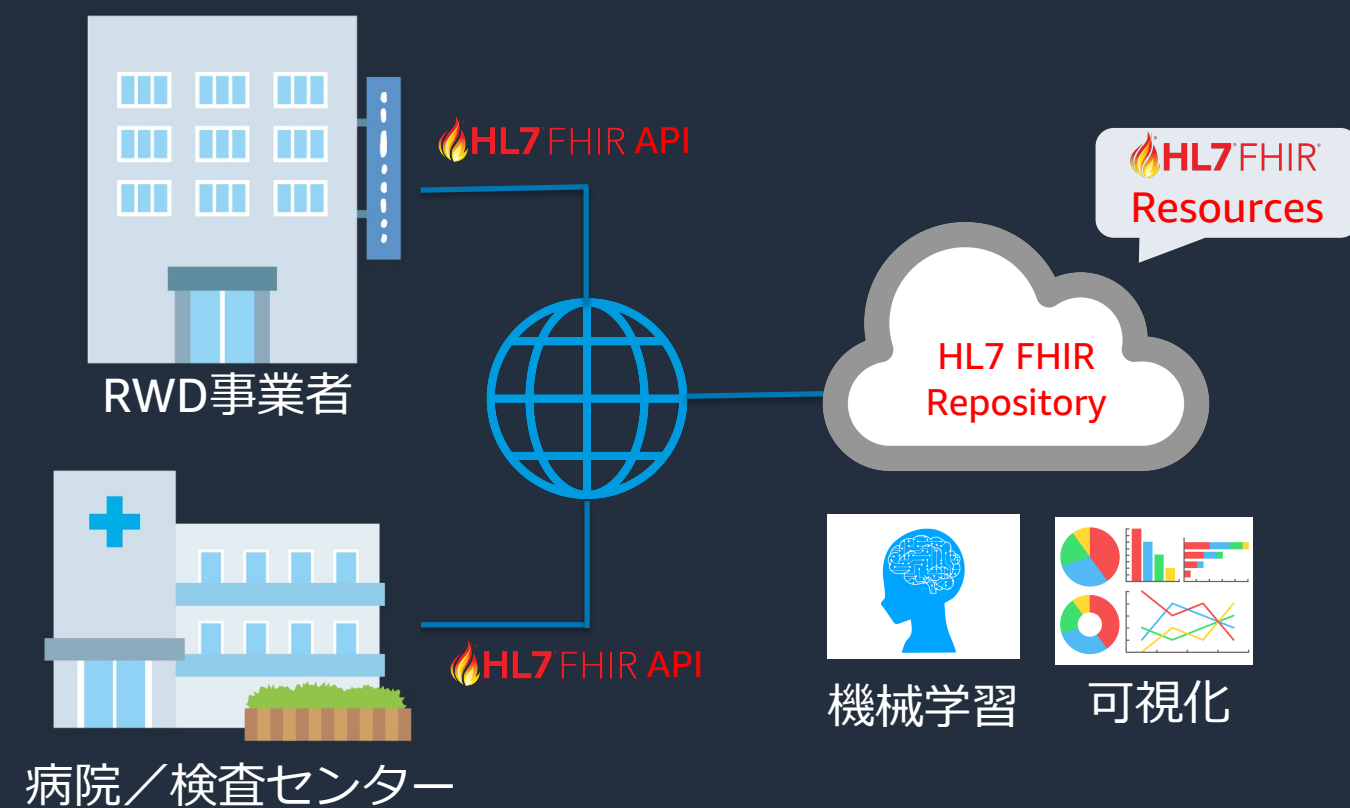 HL7 FHIR API
HL7 FHIR
Resources
HL7 FHIR
Repository
RWD事業者
HL7 FHIR API
機械学習
可視化
病院／検査センター